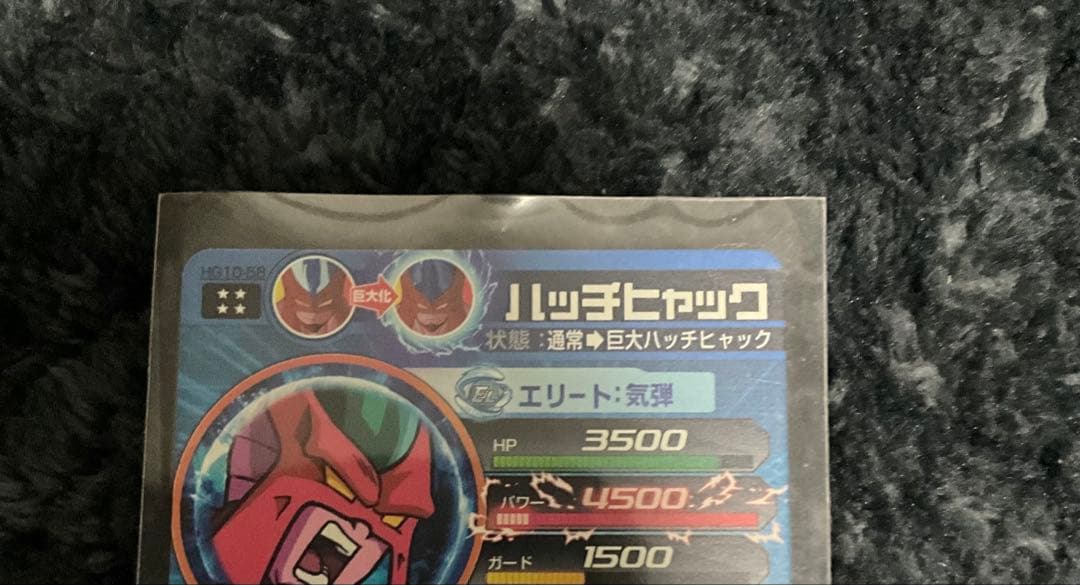 HG10-58
巨大化
ハッチヒャック
状態:通常➡巨大ハッチヒャック
エリート:気弾
HP 3500
パワー 4500
ガード 1500